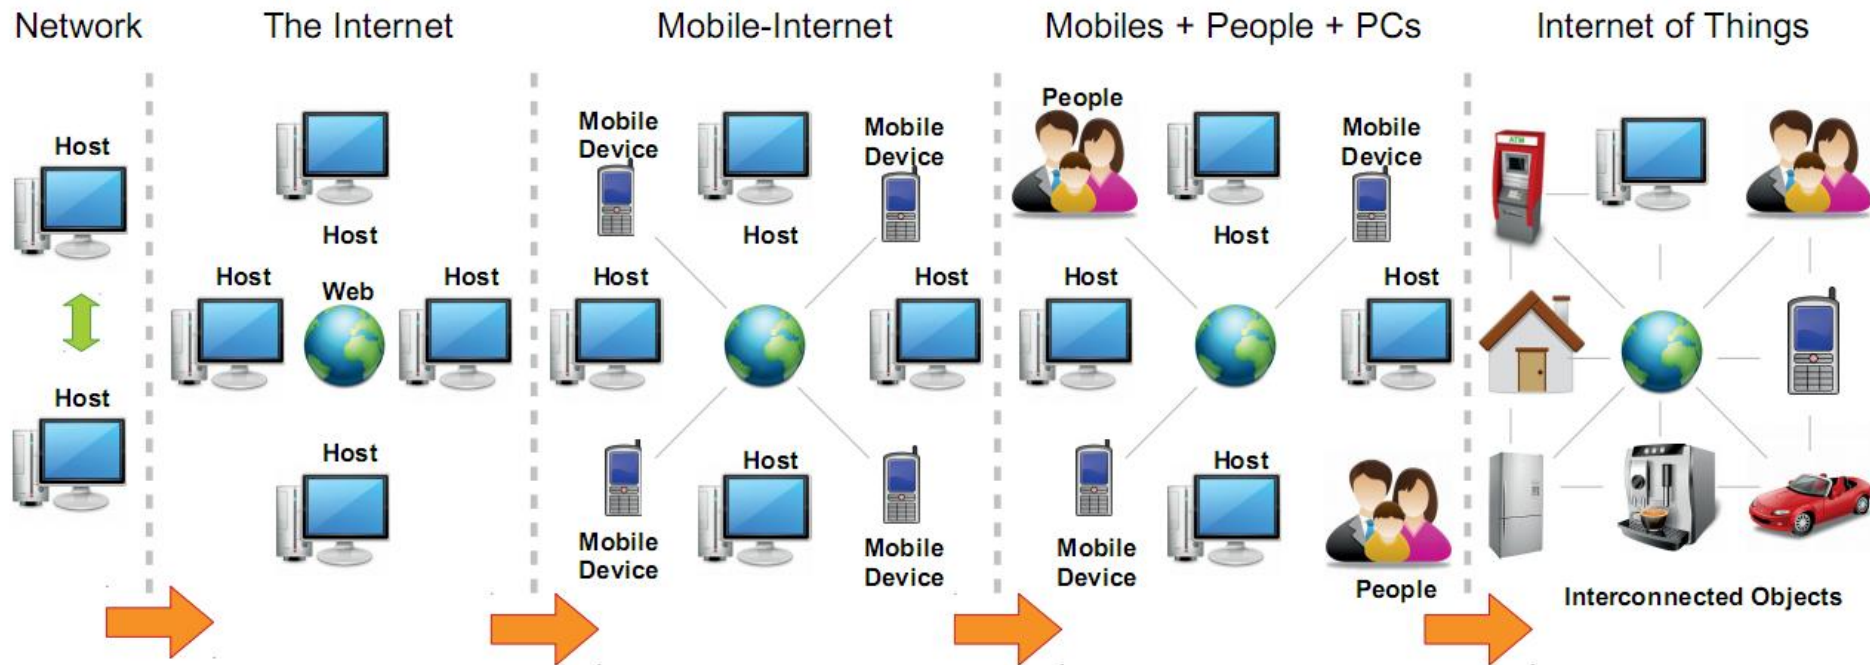 Network
The Internet
Mobile-Internet
Mobiles + People + PCs
Internet of Things
Host
Host
Host
Host
Web
Host
Host
Mobile
Device
Mobile
Device
Host
Host
Host
Host
Mobile
Device
Mobile
Device
People
Mobile
Device
Host
Host
Host
Host
Mobile
Device
People
ATM
Interconnected Objects